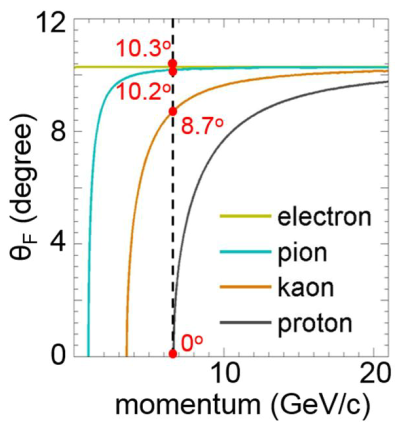 12
10.3°
10.2°
8.7°
8
θF (degree)
electron
pion
4
kaon
proton
0°
0
10
20
momentum (GeV/c)